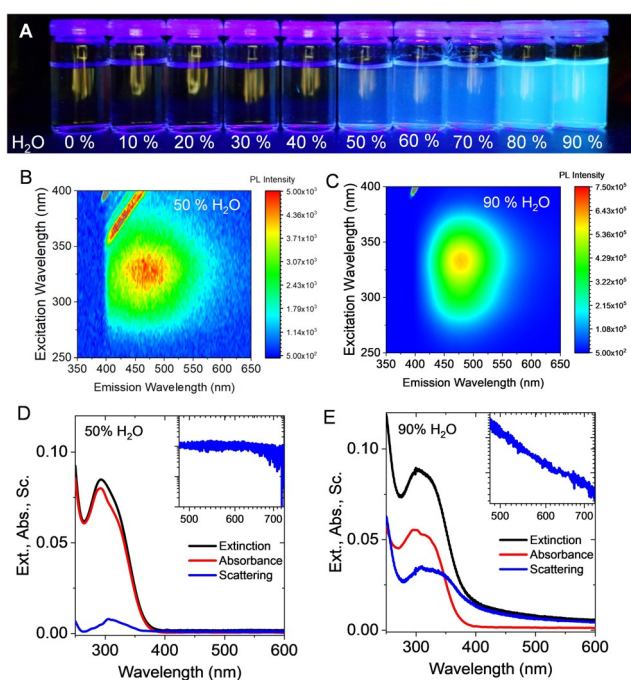 A
H₂O 0 % 10 % 20 % 30 % 40 % 50 % 60 % 70 % 80 % 90 %
B
PL Intensity
50 % H₂O
400
350
300
250
Excitation Wavelength (nm)
350 400 450 500 550 600 650
Emission Wavelength (nm)
5.00x10³
4.36x10³
3.71x10³
3.07x10³
2.43x10³
1.79x10³
1.14x10³
5.00x10²
C
PL Intensity
90 % H₂O
400
350
300
250
Excitation Wavelength (nm)
350 400 450 500 550 600 650
Emission Wavelength (nm)
7.50x10⁵
6.43x10⁵
5.36x10⁵
4.29x10⁵
3.22x10⁵
2.15x10⁵
1.08x10⁵
5.00x10²
D
50% H₂O
0.10
0.05
0.00
Ext., Abs., Sc.
500 600 700
Extinction
Absorbance
Scattering
300 400 500 600
Wavelength (nm)
E
90% H₂O
0.10
0.05
0.00
Ext., Abs., Sc.
500 600 700
Extinction
Absorbance
Scattering
300 400 500 600
Wavelength (nm)